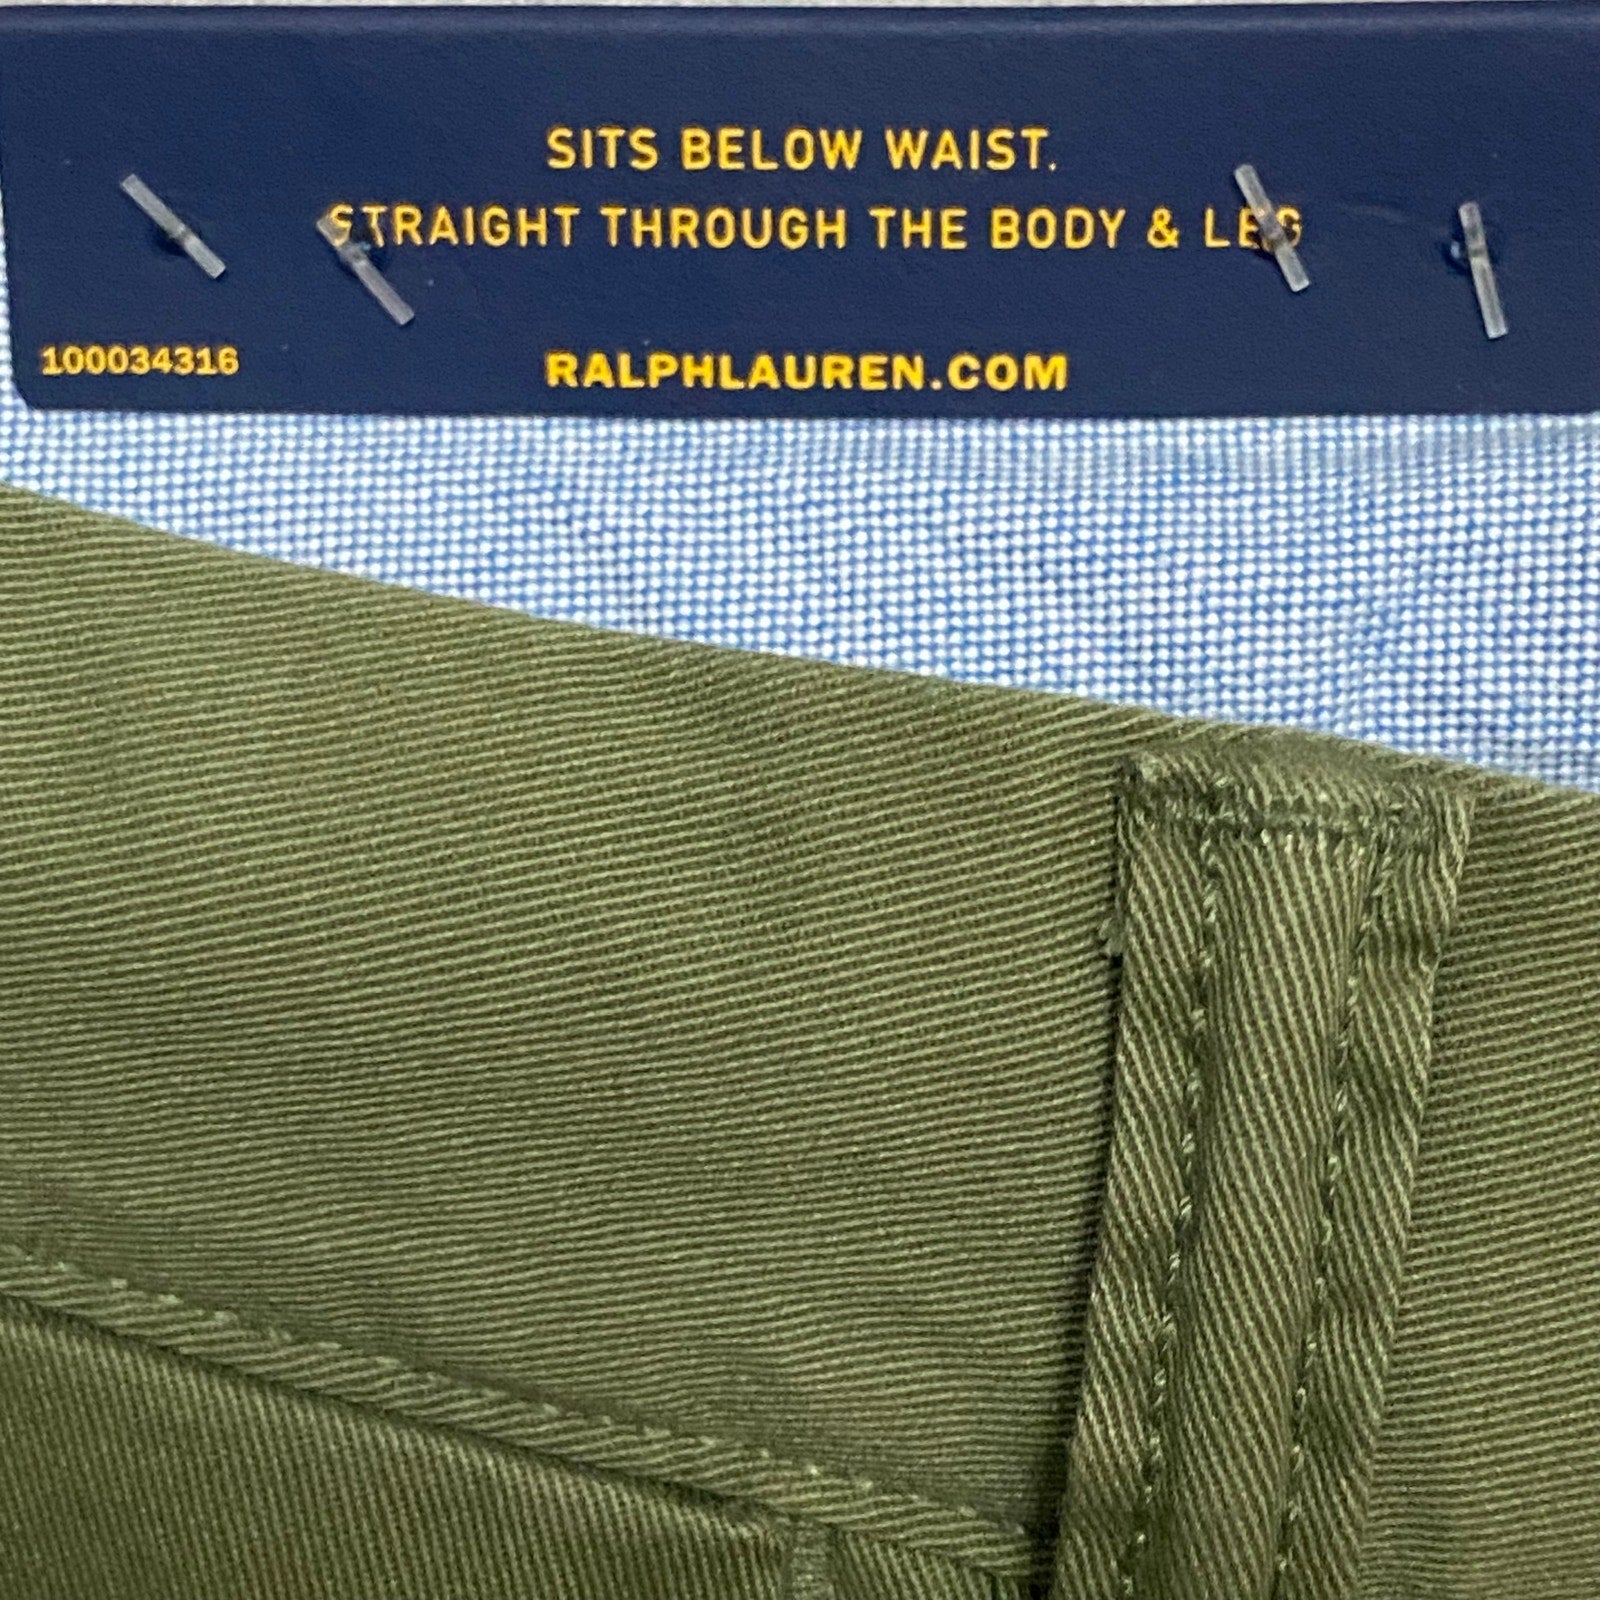 SITS BELOW WAIST.
STRAIGHT THROUGH THE BODY & LEG
100034316
RALPHLAUREN.COM